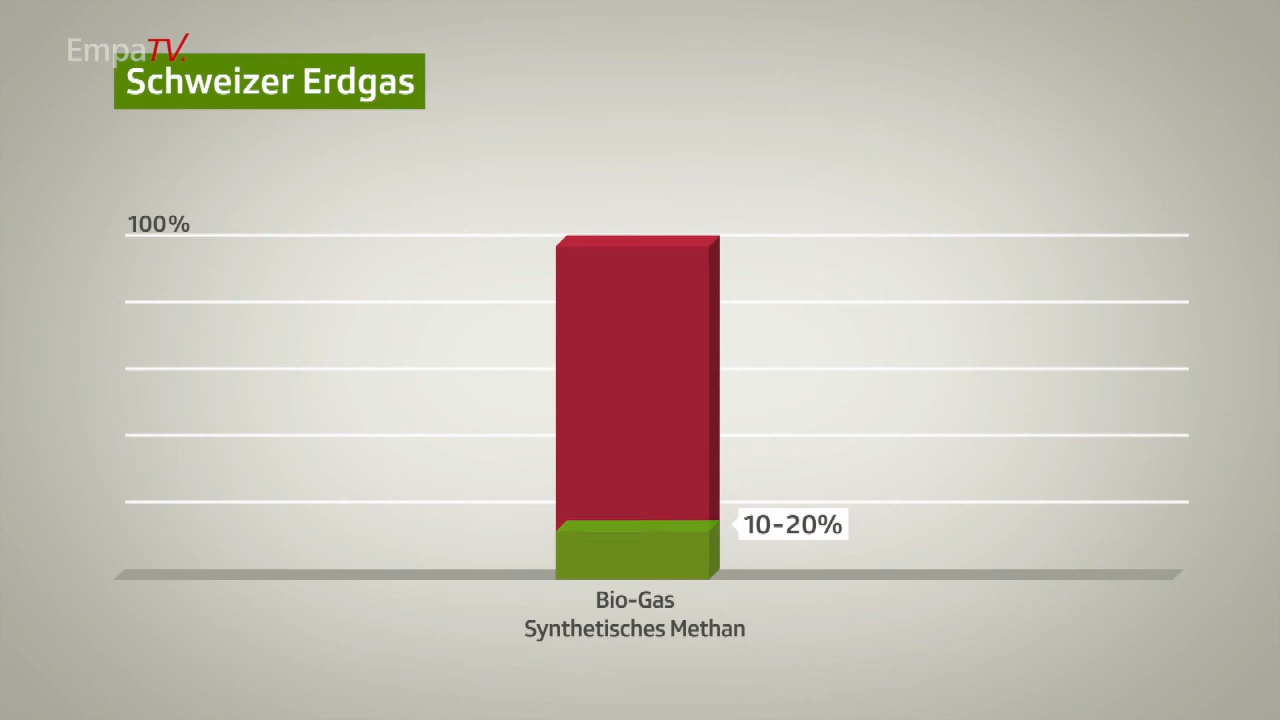 EmpaTV.
Schweizer Erdgas
100%
10-20%
Bio-Gas
Synthetisches Methan